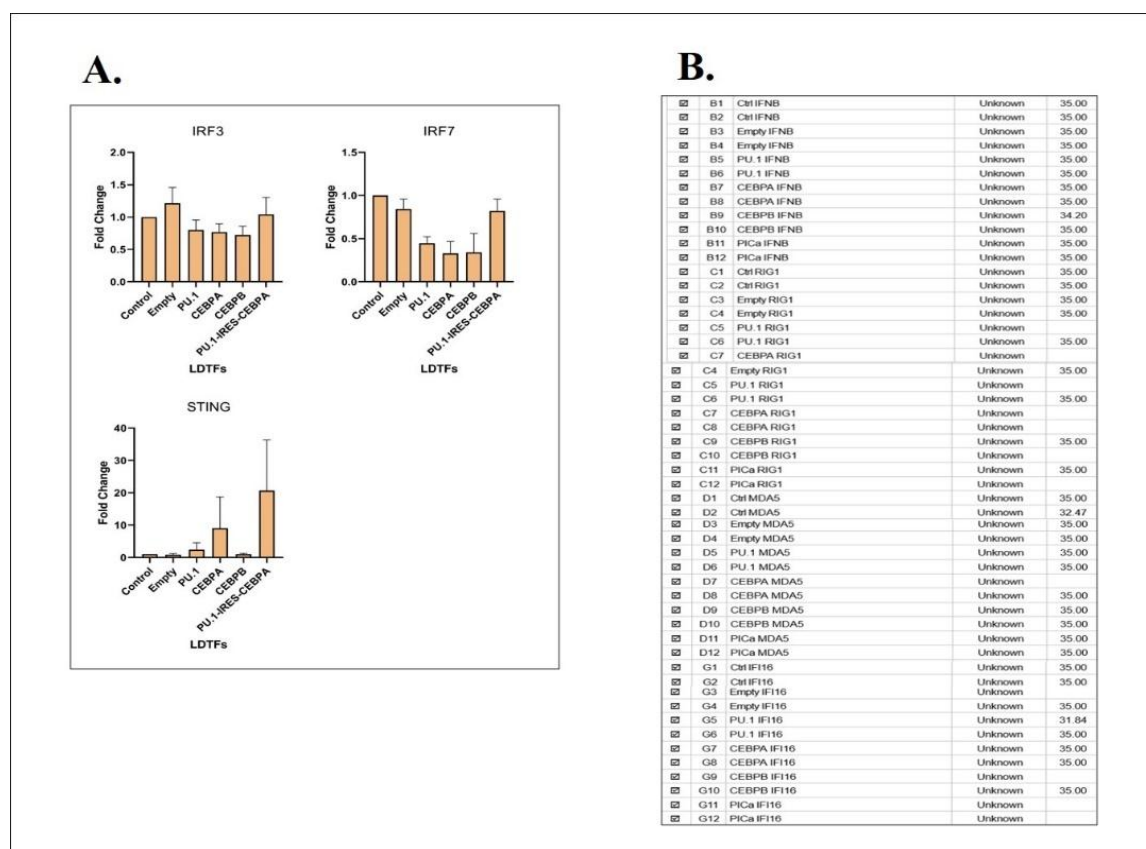 A.
IRF3
Fold Change
2.0
1.5
1.0
0.5
0.0
Control
Empty
PU.1
CEBPA
CEBPB
PU.1-IRES-CEBPA
LDTFs
IRF7
Fold Change
1.5
1.0
0.5
0.0
Control
Empty
PU.1
CEBPA
CEBPB
PU.1-IRES-CEBPA
LDTFs
STING
Fold Change
40
30
20
10
0
Control
Empty
PU.1
CEBPA
CEBPB
PU.1-IRES-CEBPA
LDTFs
B.
B1 Ctrl IFNB Unknown 35.00
B2 Ctrl IFNB Unknown 35.00
B3 Empty IFNB Unknown 35.00
B4 Empty IFNB Unknown 35.00
B5 PU.1 IFNB Unknown 35.00
B6 PU.1 IFNB Unknown 35.00
B7 CEBPA IFNB Unknown 35.00
B8 CEBPA IFNB Unknown 35.00
B9 CEBPB IFNB Unknown 34.20
B10 CEBPB IFNB Unknown 35.00
B11 PICa IFNB Unknown 35.00
B12 PICa IFNB Unknown 35.00
C1 Ctrl RIG1 Unknown 35.00
C2 Ctrl RIG1 Unknown 35.00
C3 Empty RIG1 Unknown 35.00
C4 Empty RIG1 Unknown 35.00
C5 PU.1 RIG1 Unknown
C6 PU.1 RIG1 Unknown 35.00
C7 CEBPA RIG1 Unknown
C4 Empty RIG1 Unknown 35.00
C5 PU.1 RIG1 Unknown
C6 PU.1 RIG1 Unknown 35.00
C7 CEBPA RIG1 Unknown
C8 CEBPA RIG1 Unknown
C9 CEBPB RIG1 Unknown 35.00
C10 CEBPB RIG1 Unknown
C11 PICa RIG1 Unknown 35.00
C12 PICa RIG1 Unknown
D1 Ctrl MDA5 Unknown 35.00
D2 Ctrl MDA5 Unknown 32.47
D3 Empty MDA5 Unknown 35.00
D4 Empty MDA5 Unknown 35.00
D5 PU.1 MDA5 Unknown 35.00
D6 PU.1 MDA5 Unknown 35.00
D7 CEBPA MDA5 Unknown
D8 CEBPA MDA5 Unknown 35.00
D9 CEBPB MDA5 Unknown 35.00
D10 CEBPB MDA5 Unknown 35.00
D11 PICa MDA5 Unknown 35.00
D12 PICa MDA5 Unknown 35.00
G1 Ctrl IFI16 Unknown 35.00
G2 Ctrl IFI16 Unknown 35.00
G3 Empty IFI16 Unknown
G4 Empty IFI16 Unknown 35.00
G5 PU.1 IFI16 Unknown 31.84
G6 PU.1 IFI16 Unknown 35.00
G7 CEBPA IFI16 Unknown 35.00
G8 CEBPA IFI16 Unknown 35.00
G9 CEBPB IFI16 Unknown
G10 CEBPB IFI16 Unknown 35.00
G11 PICa IFI16 Unknown
G12 PICa IFI16 Unknown